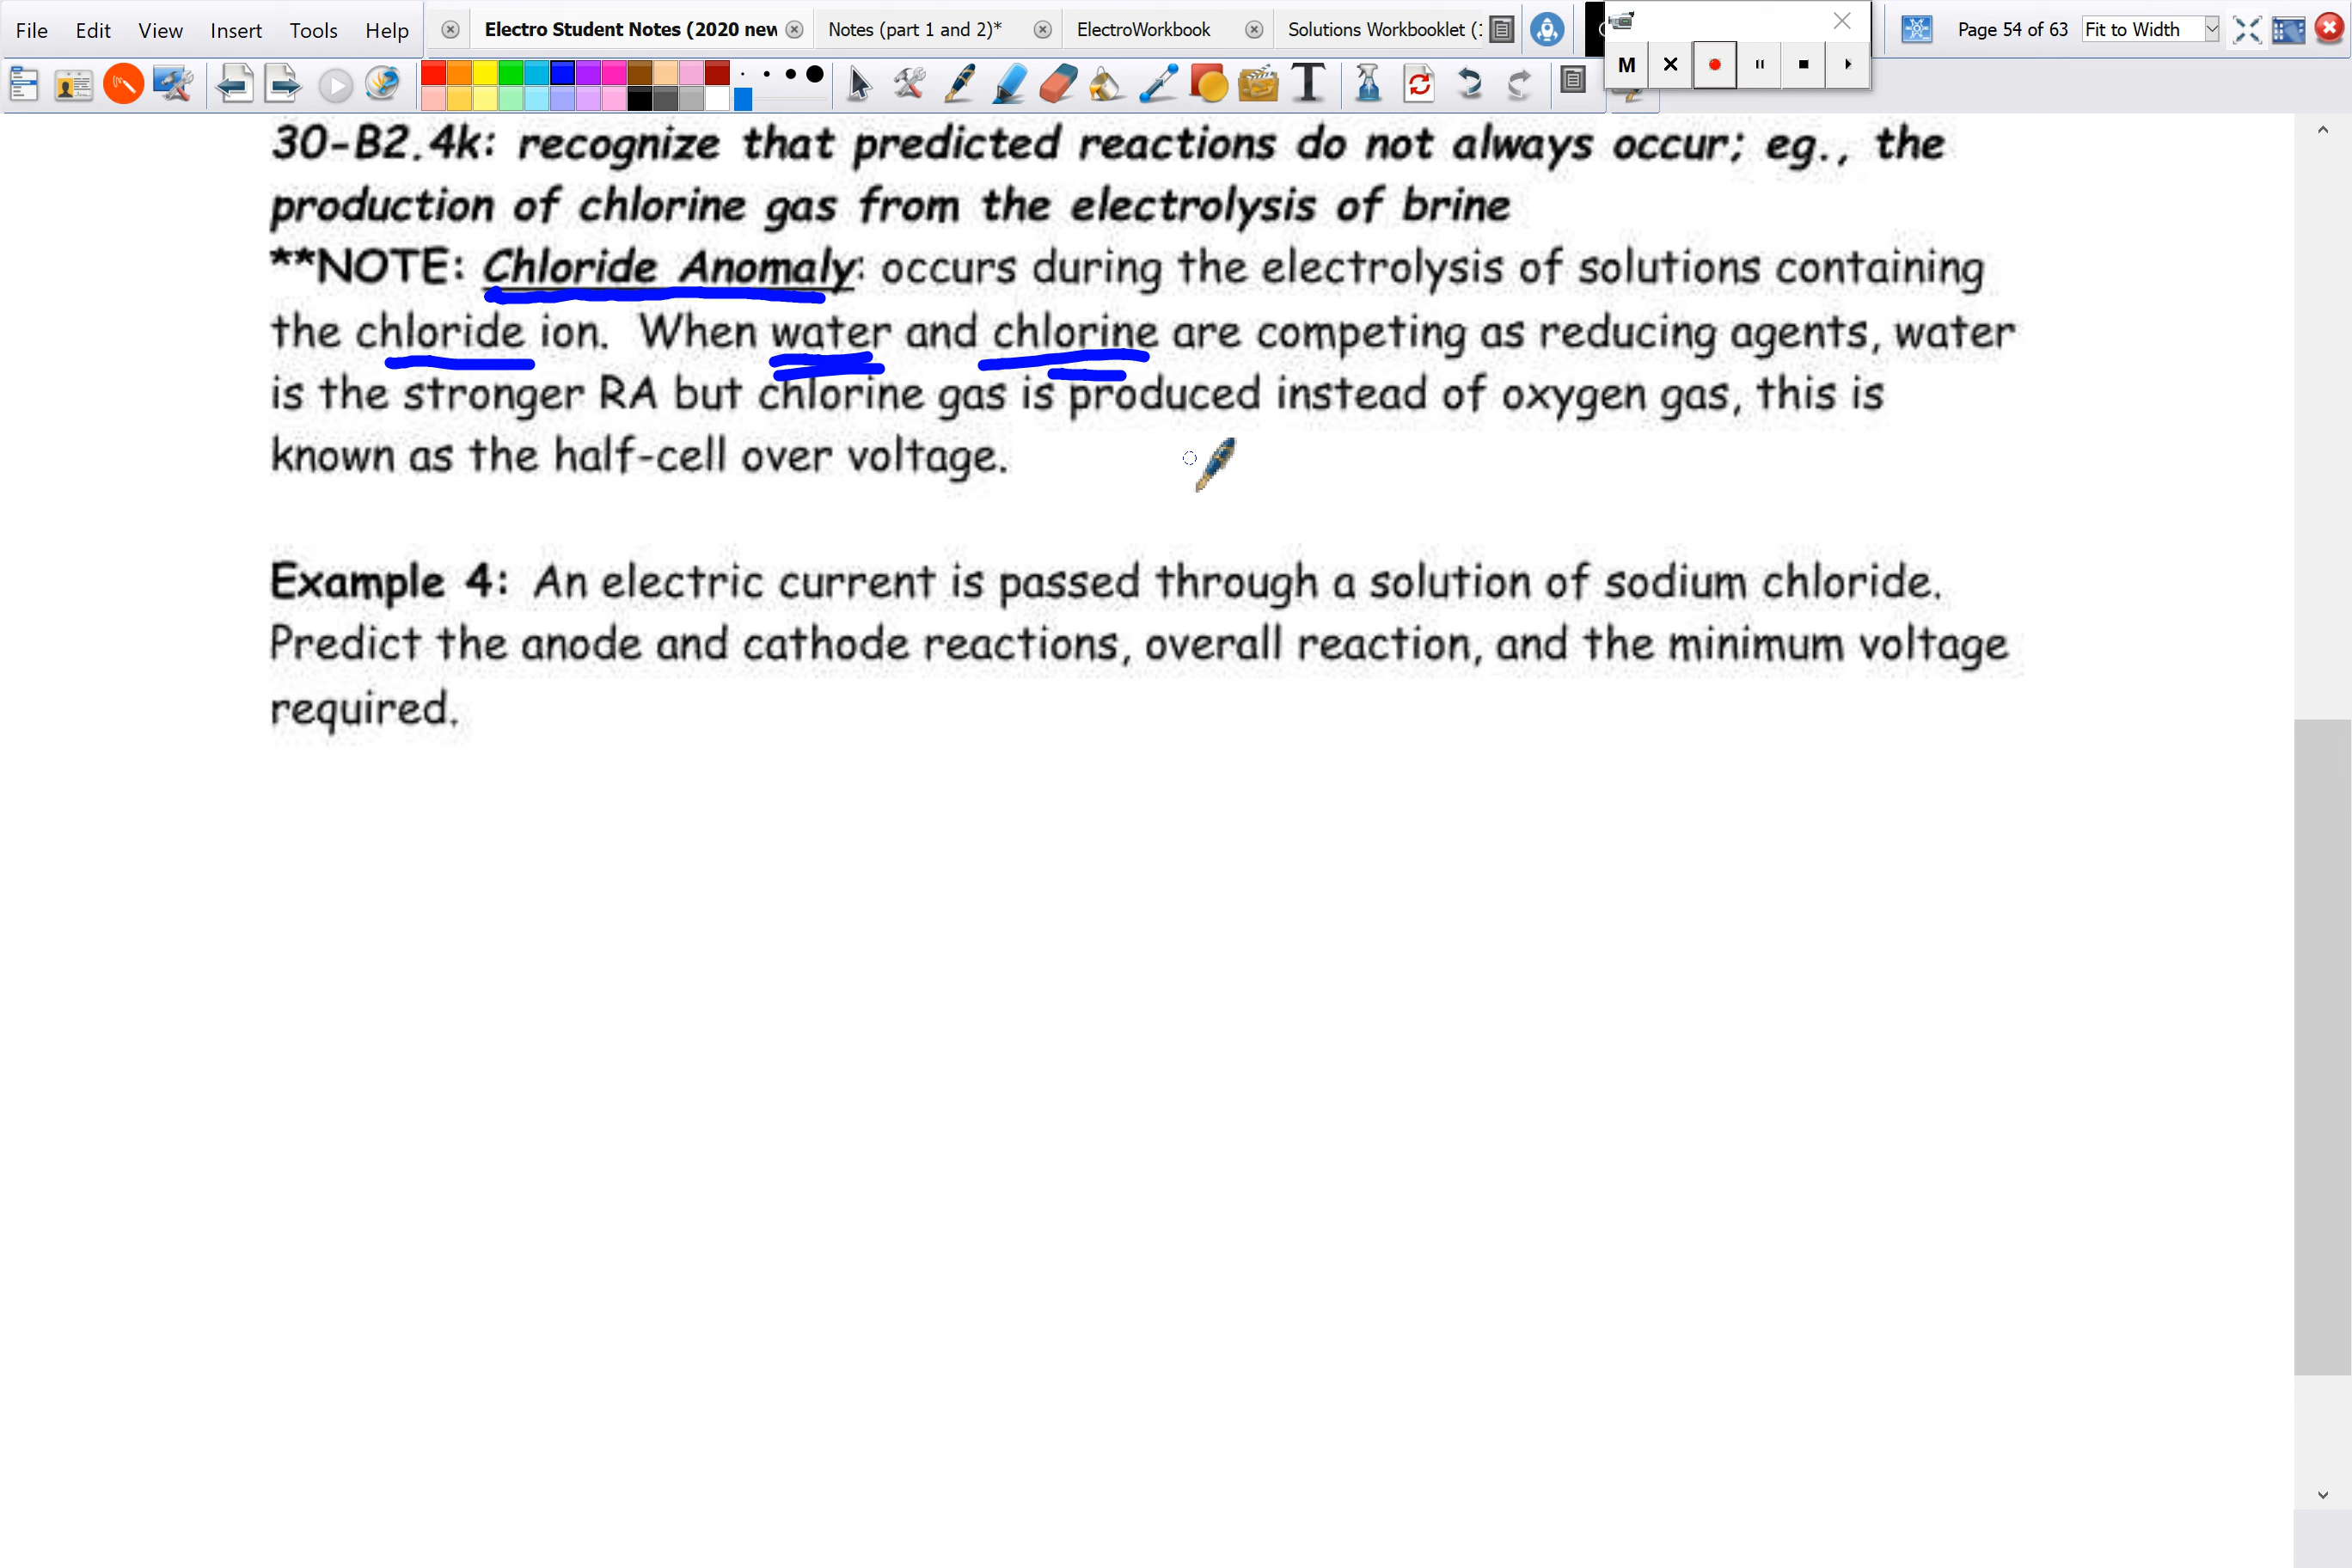 File Edit View Insert Tools Help
Electro Student Notes (2020 new
Notes (part 1 and 2)*
ElectroWorkbook
Solutions Workbooklet (1
Page 54 of 63
Fit to Width
M
T
30-B2.4k: recognize that predicted reactions do not always occur; eg., the
production of chlorine gas from the electrolysis of brine
**NOTE: Chloride Anomaly: occurs during the electrolysis of solutions containing
the chloride ion. When water and chlorine are competing as reducing agents, water
is the stronger RA but chlorine gas is produced instead of oxygen gas, this is
known as the half-cell over voltage.
Example 4: An electric current is passed through a solution of sodium chloride.
Predict the anode and cathode reactions, overall reaction, and the minimum voltage
required.